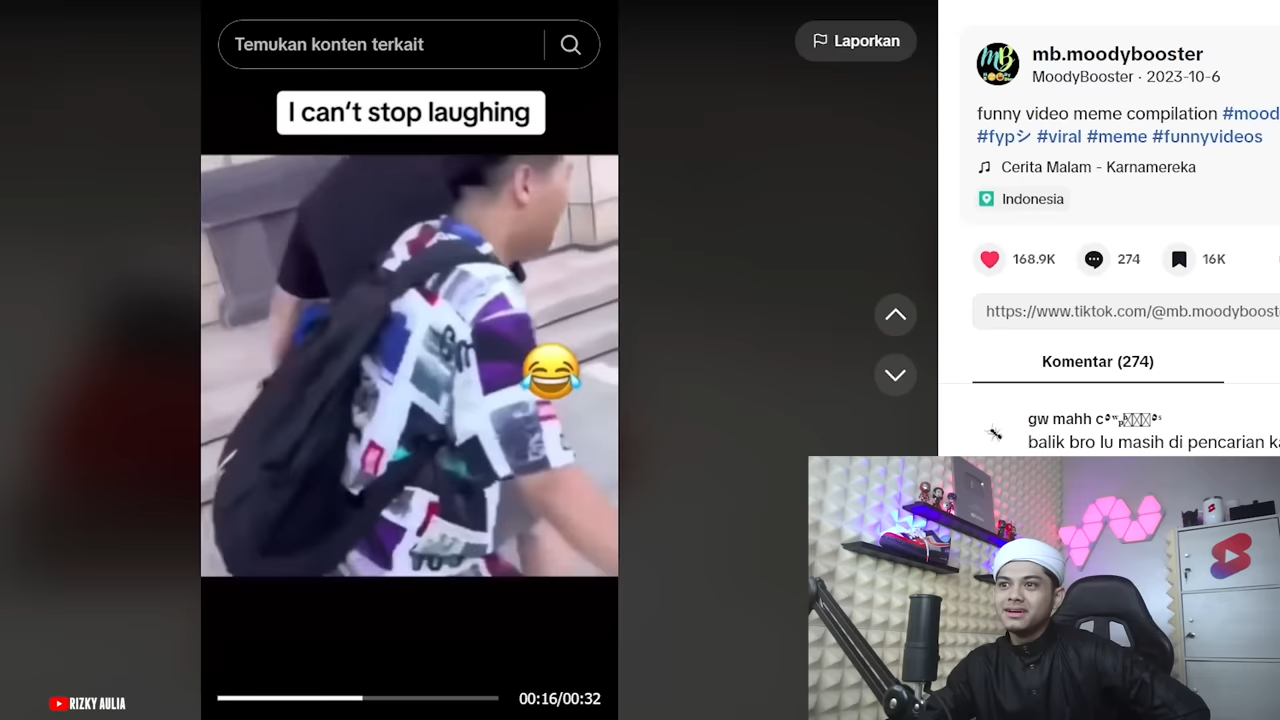 Temukan konten terkait
Laporkan
I can't stop laughing
mb.moodybooster
MoodyBooster · 2023-10-6
funny video meme compilation #mood
#fypシ #viral #meme #funnyvideos
Cerita Malam - Karnamereka
Indonesia
168.9K
274
16K
https://www.tiktok.com/@mb.moodyboost
Komentar (274)
gw mahh
balik bro lu masih di pencarian ka
00:16/00:32
RIZKY AULIA